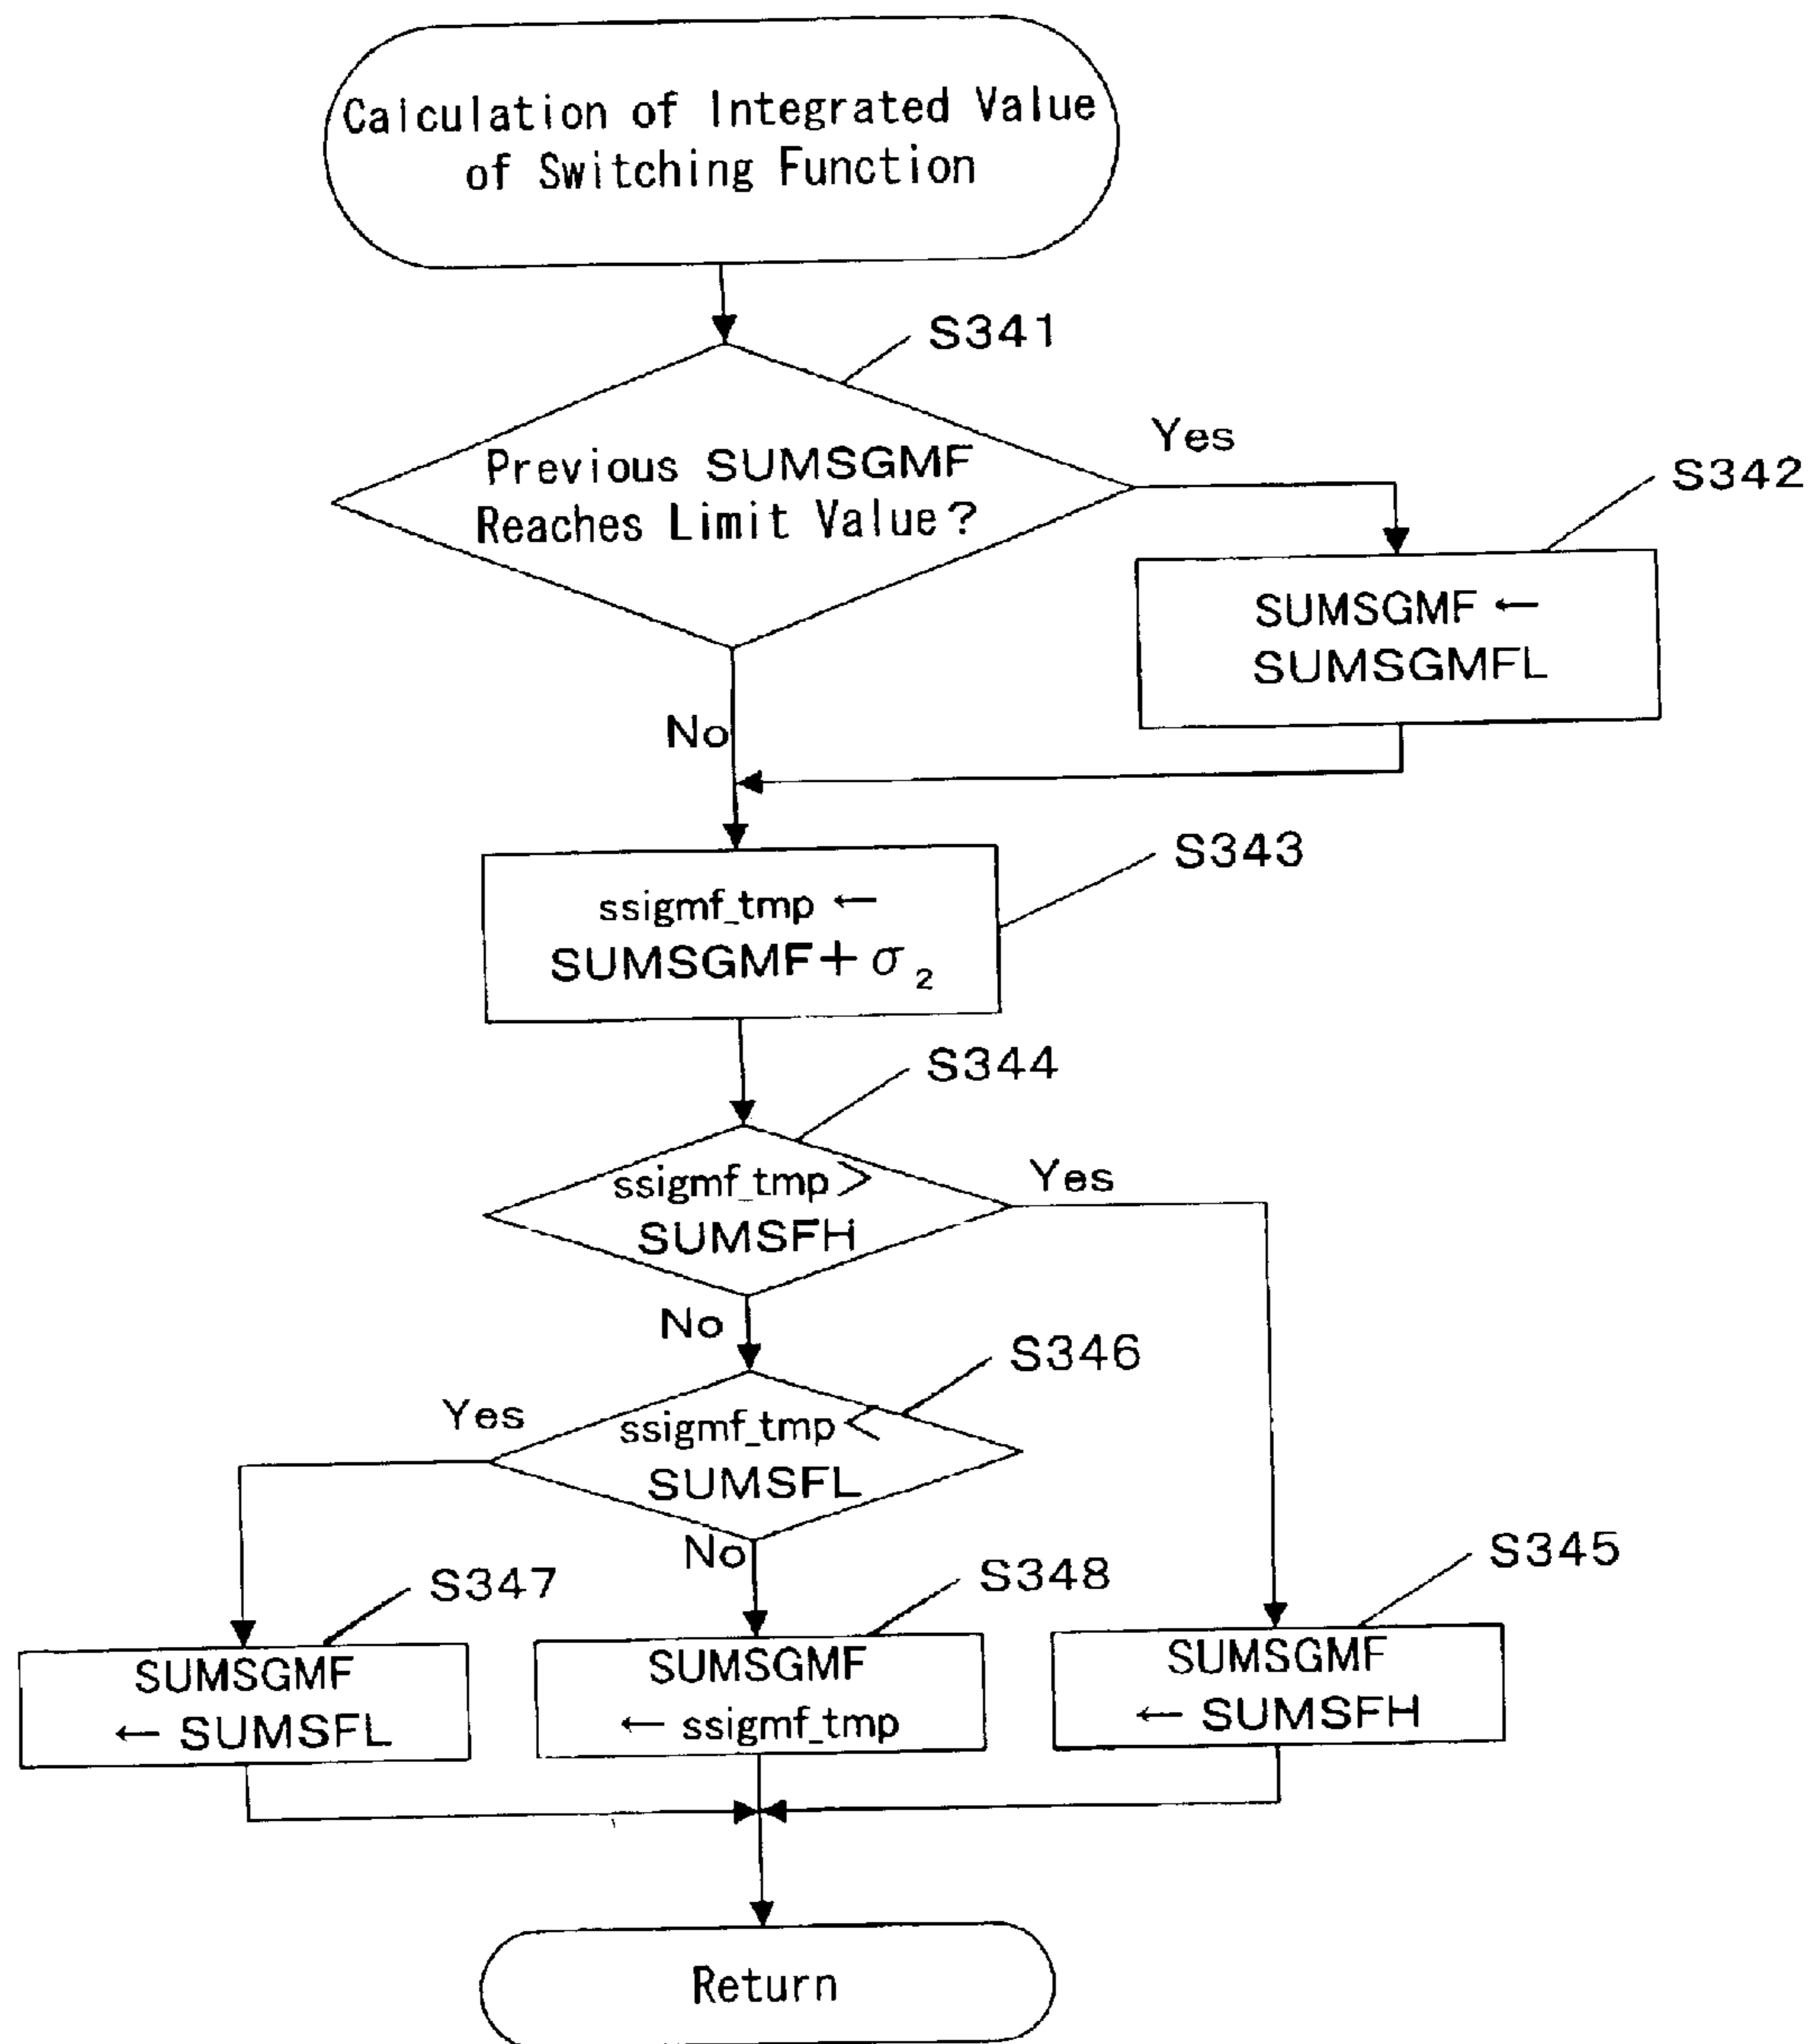 Calculation of Integrated Value
of Switching Function
S341
Previous SUMSGMF
Reaches Limit Value?
Yes
S342
SUMSGMF ←
SUMSGMFL
No
S343
ssigmf_tmp ←
SUMSGMF+σ₂
S344
ssigmf_tmp >
SUMSFH
Yes
No
S346
ssigmf_tmp <
SUMSFL
Yes
No
S347
SUMSGMF
← SUMSFL
S348
SUMSGMF
← ssigmf_tmp
S345
SUMSGMF
← SUMSFH
Return